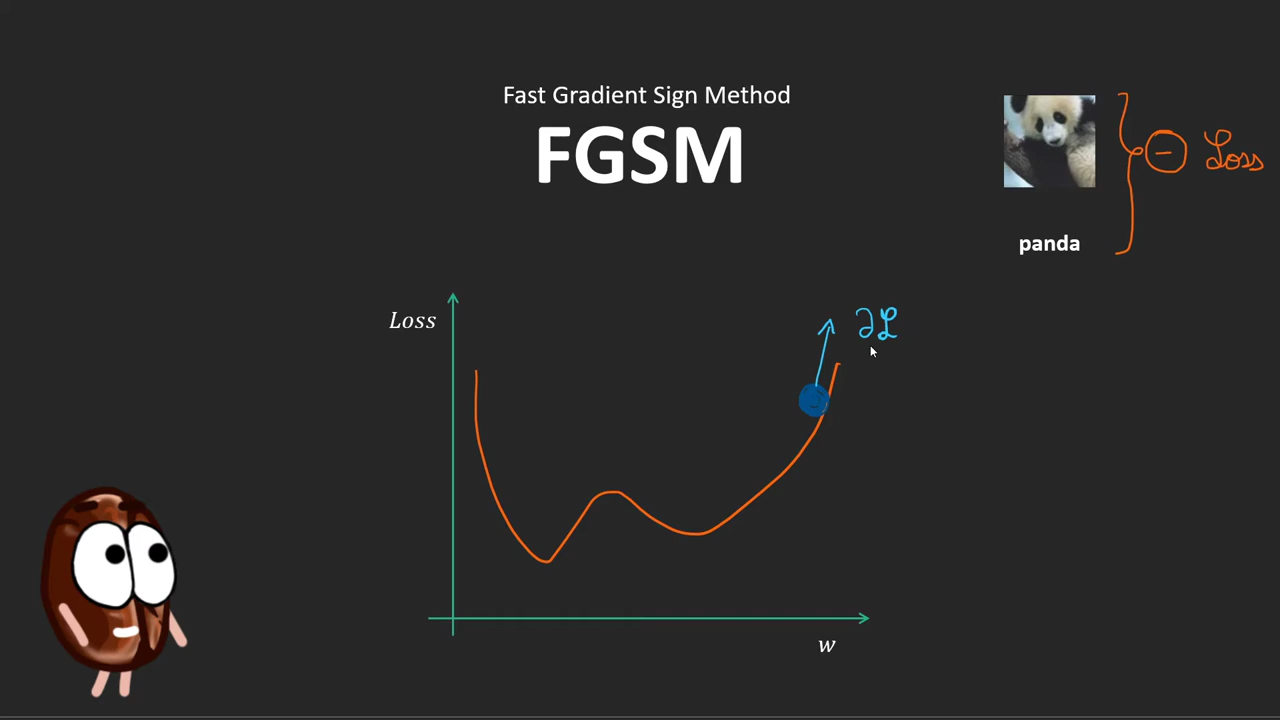 Fast Gradient Sign Method
FGSM
⊖ Loss
panda
Loss
∂ℒ
w